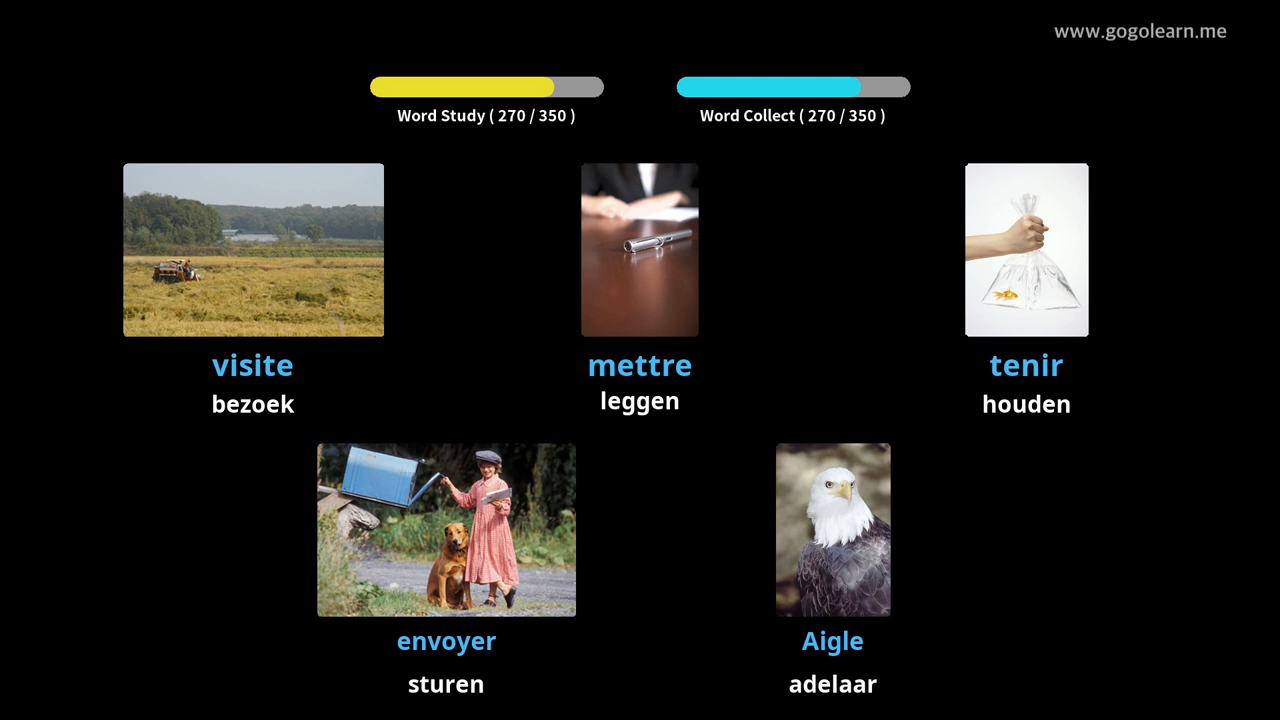 www.gogolearn.me
Word Study ( 270 / 350 )
Word Collect ( 270 / 350 )
visite
bezoek
mettre
leggen
tenir
houden
envoyer
sturen
Aigle
adelaar